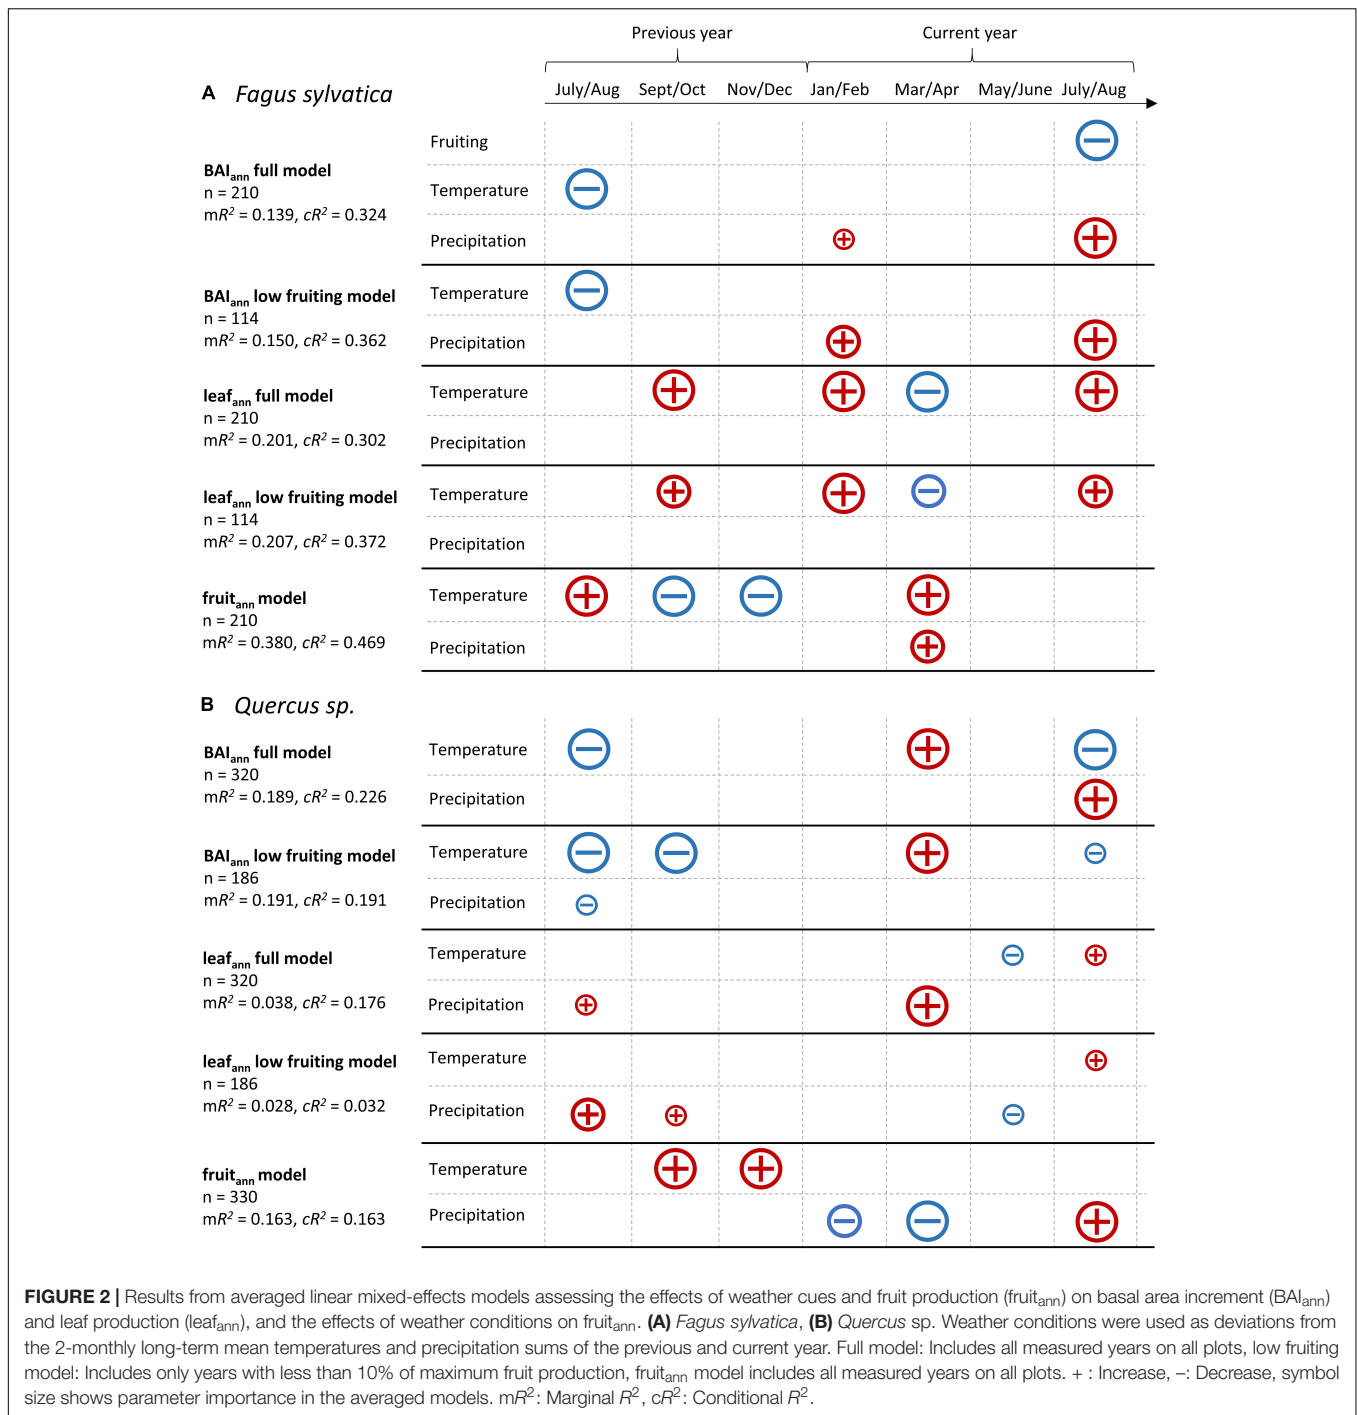 Previous year Current year
A Fagus sylvatica
July/Aug Sept/Oct Nov/Dec Jan/Feb Mar/Apr May/June July/Aug
Fruiting
BAIann full model
n = 210
mR² = 0.139, cR² = 0.324
Temperature
Precipitation
BAIann low fruiting model
n = 114
mR² = 0.150, cR² = 0.362
Temperature
Precipitation
leafann full model
n = 210
mR² = 0.201, cR² = 0.302
Temperature
Precipitation
leafann low fruiting model
n = 114
mR² = 0.207, cR² = 0.372
Temperature
Precipitation
fruitann model
n = 210
mR² = 0.380, cR² = 0.469
Temperature
Precipitation
B Quercus sp.
BAIann full model
n = 320
mR² = 0.189, cR² = 0.226
Temperature
Precipitation
BAIann low fruiting model
n = 186
mR² = 0.191, cR² = 0.191
Temperature
Precipitation
leafann full model
n = 320
mR² = 0.038, cR² = 0.176
Temperature
Precipitation
leafann low fruiting model
n = 186
mR² = 0.028, cR² = 0.032
Temperature
Precipitation
fruitann model
n = 330
mR² = 0.163, cR² = 0.163
Temperature
Precipitation
FIGURE 2 | Results from averaged linear mixed-effects models assessing the effects of weather cues and fruit production (fruitann) on basal area increment (BAIann)
and leaf production (leafann), and the effects of weather conditions on fruitann. (A) Fagus sylvatica, (B) Quercus sp. Weather conditions were used as deviations from
the 2-monthly long-term mean temperatures and precipitation sums of the previous and current year. Full model: Includes all measured years on all plots, low fruiting
model: Includes only years with less than 10% of maximum fruit production, fruitann model includes all measured years on all plots. + : Increase, –: Decrease, symbol
size shows parameter importance in the averaged models. mR²: Marginal R², cR²: Conditional R².